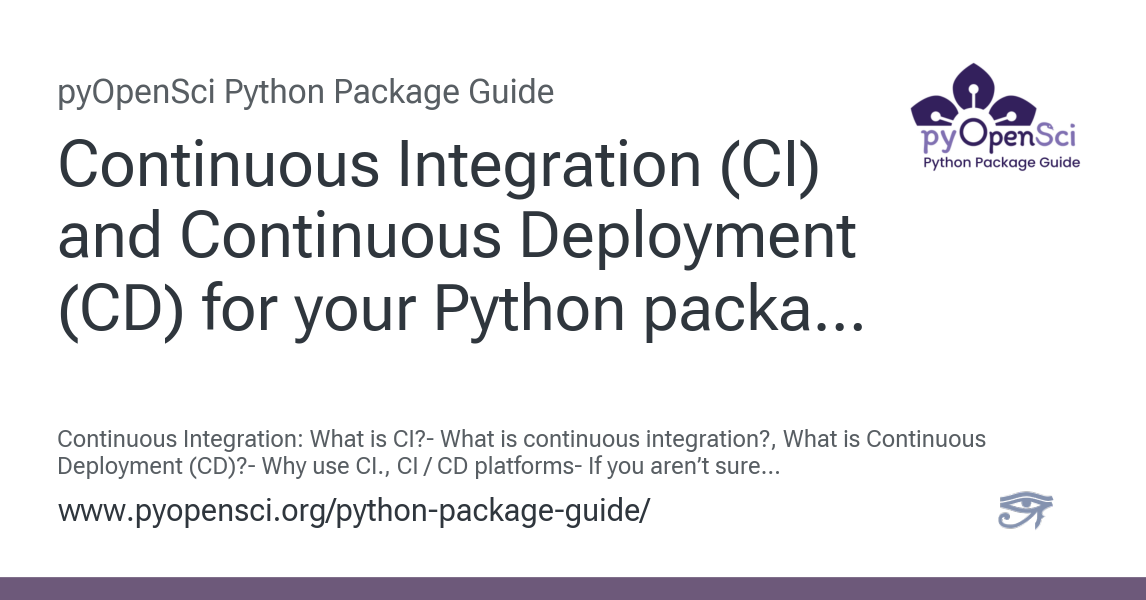 pyOpenSci Python Package Guide
pyOpenSci
Python Package Guide
Continuous Integration (CI)
and Continuous Deployment
(CD) for your Python packa...
Continuous Integration: What is CI?- What is continuous integration?, What is Continuous
Deployment (CD)?- Why use CI., CI / CD platforms- If you aren’t sure...
www.pyopensci.org/python-package-guide/